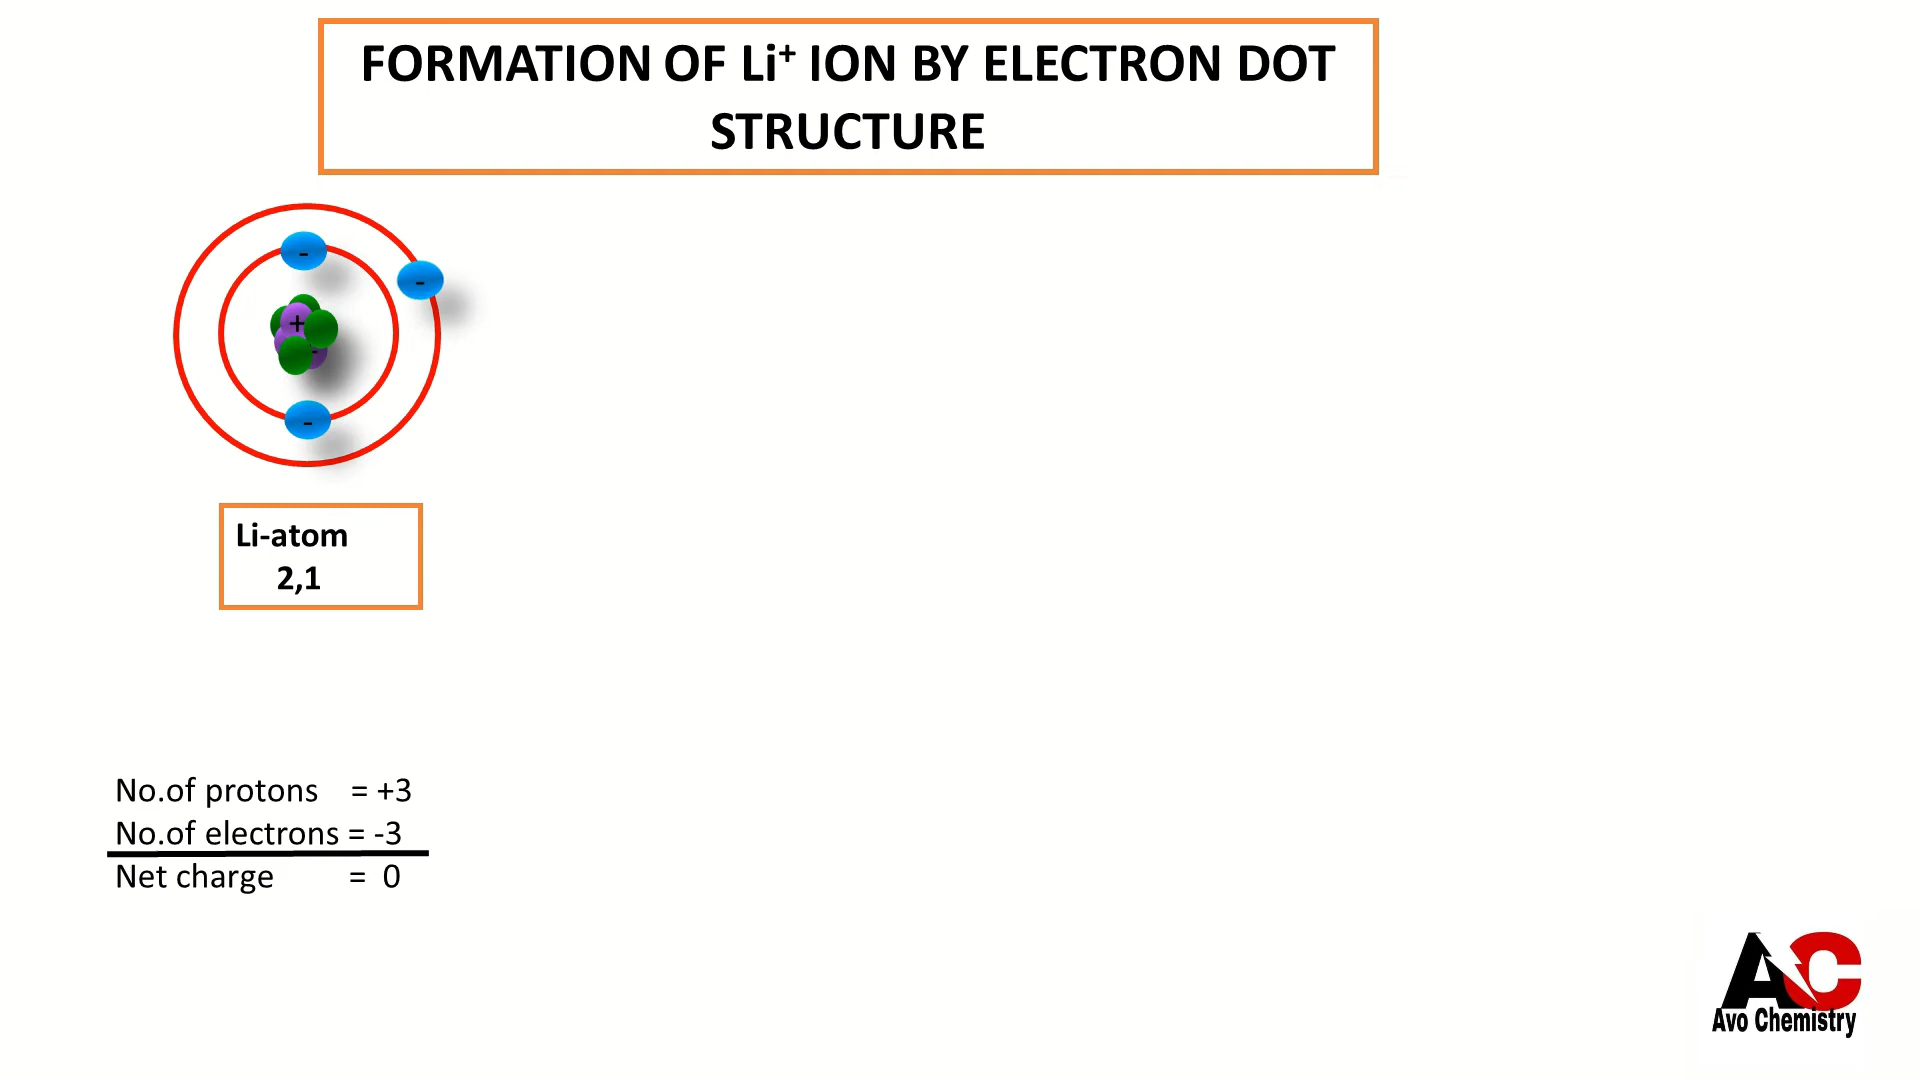 FORMATION OF Li⁺ ION BY ELECTRON DOT
STRUCTURE
-
-
+
-
Li-atom
2,1
No.of protons = +3
No.of electrons = -3
Net charge = 0
AC
Avo Chemistry